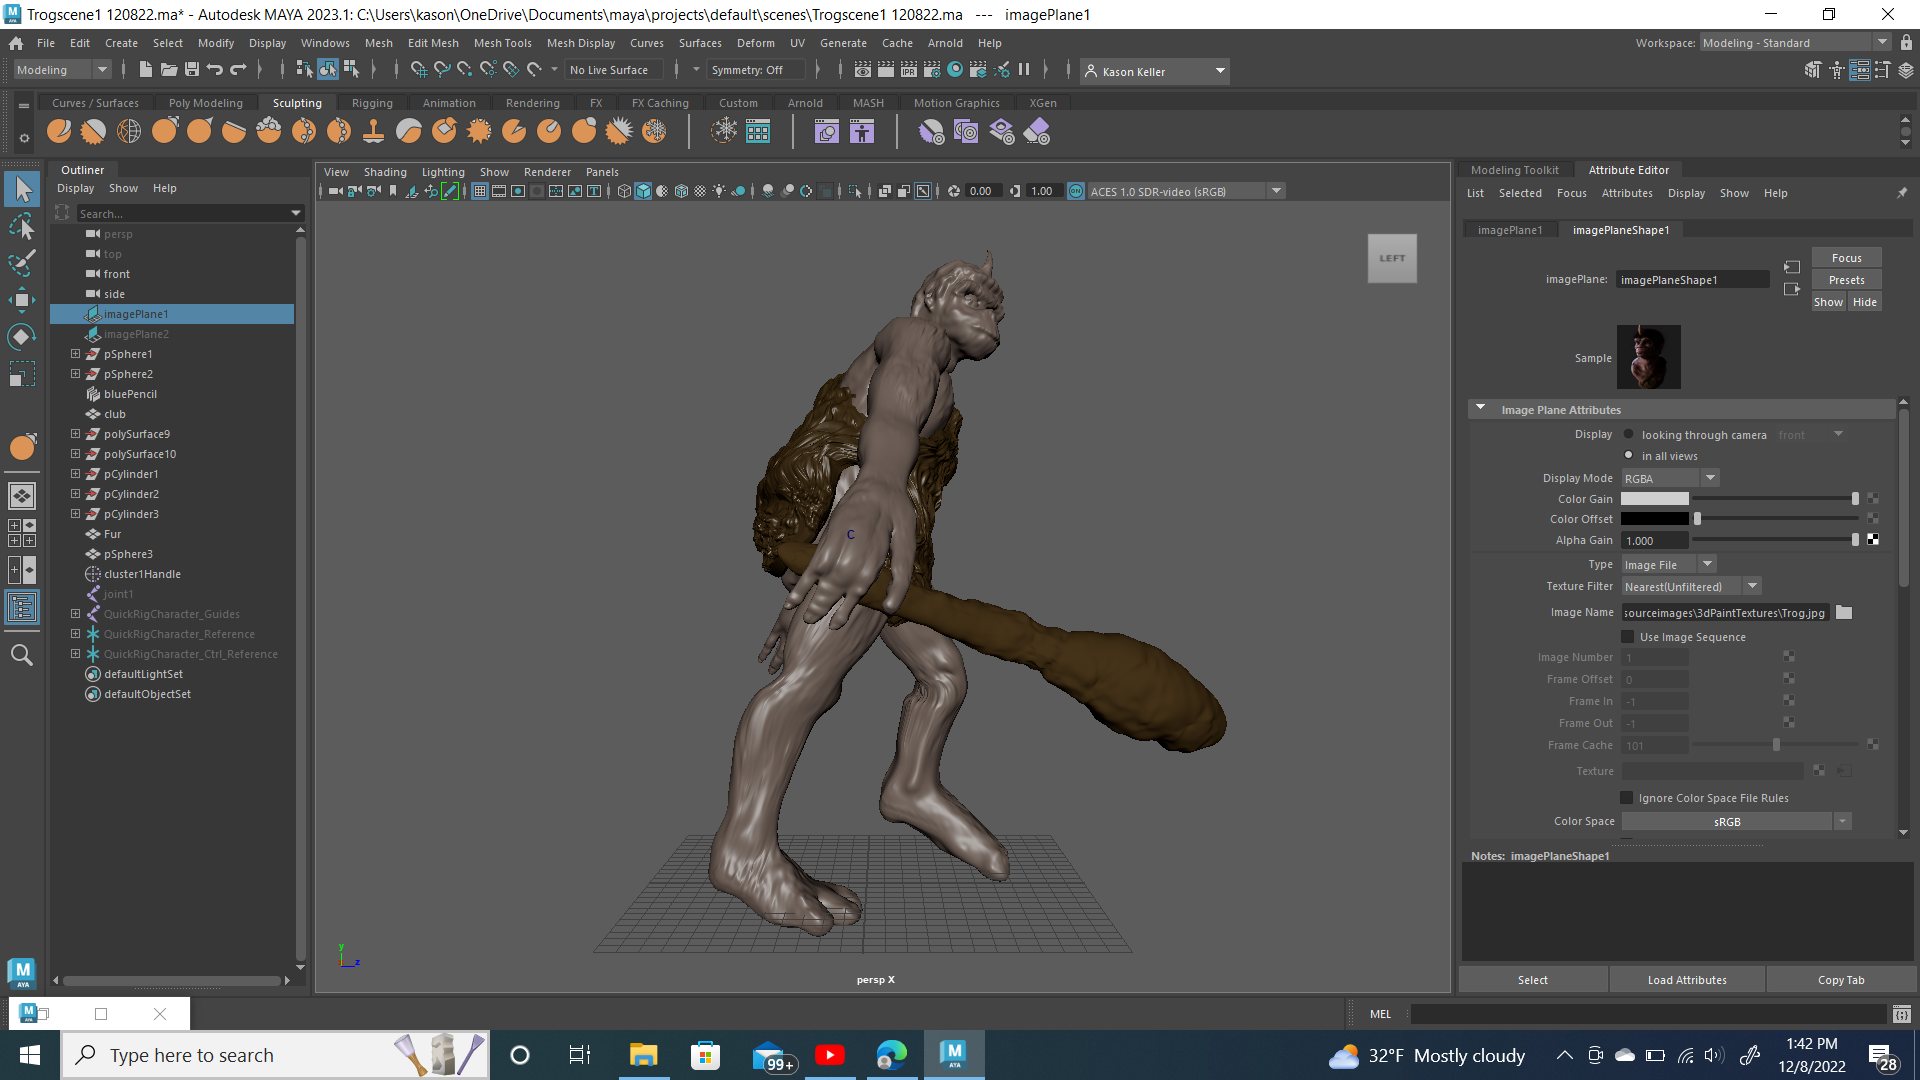 Trogscene1 120822.ma* - Autodesk MAYA 2023.1: C:\Users\kason\OneDrive\Documents\maya\projects\default\scenes\Trogscene1 120822.ma --- imagePlane1
File Edit Create Select Modify Display Windows Mesh Edit Mesh Mesh Tools Mesh Display Curves Surfaces Deform UV Generate Cache Arnold Help
Workspace: Modeling - Standard
Modeling No Live Surface Symmetry: Off Kason Keller
Curves / Surfaces Poly Modeling Sculpting Rigging Animation Rendering FX FX Caching Custom Arnold MASH Motion Graphics XGen
Outliner
Display Show Help
Search...
persp
top
front
side
imagePlane1
imagePlane2
pSphere1
pSphere2
bluePencil
club
polySurface9
polySurface10
pCylinder1
pCylinder2
pCylinder3
Fur
pSphere3
cluster1Handle
joint1
QuickRigCharacter_Guides
QuickRigCharacter_Reference
QuickRigCharacter_Ctrl_Reference
defaultLightSet
defaultObjectSet
View Shading Lighting Show Renderer Panels
0.00 1.00 ON ACES 1.0 SDR-video (sRGB)
LEFT
C
y
z
persp X
Modeling Toolkit Attribute Editor
List Selected Focus Attributes Display Show Help
imagePlane1 imagePlaneShape1
imagePlane: imagePlaneShape1
Focus
Presets
Show Hide
Sample
Image Plane Attributes
Display looking through camera front
in all views
Display Mode RGBA
Color Gain
Color Offset
Alpha Gain 1.000
Type Image File
Texture Filter Nearest(Unfiltered)
Image Name sourceimages\3dPaintTextures\Trog.jpg
Use Image Sequence
Image Number 1
Frame Offset 0
Frame In -1
Frame Out -1
Frame Cache 101
Texture
Ignore Color Space File Rules
Color Space sRGB
Notes: imagePlaneShape1
Select Load Attributes Copy Tab
MEL
Type here to search
99+
32°F Mostly cloudy
1:42 PM
12/8/2022
28
M
AYA
IPR